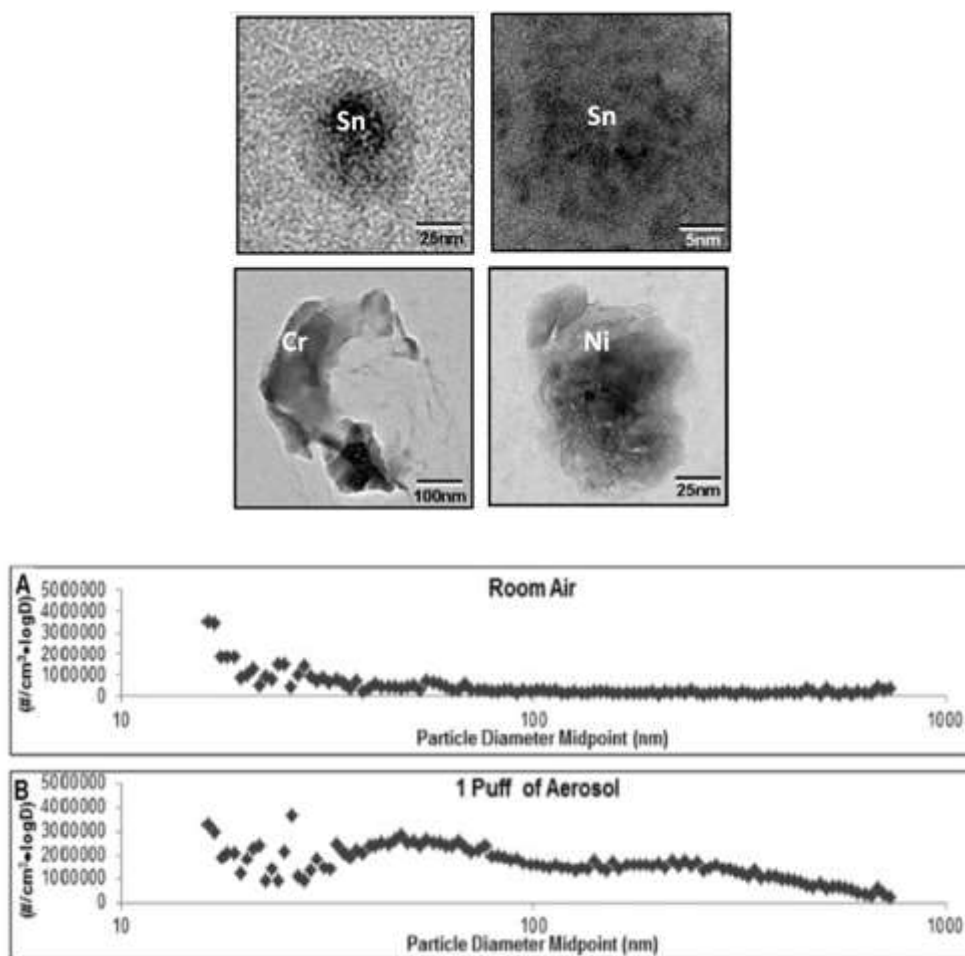 Sn
25nm
Sn
5nm
Cr
100nm
Ni
25nm
A
Room Air
(#/cm³•logD)
5000000
4000000
3000000
2000000
1000000
0
10
100
1000
Particle Diameter Midpoint (nm)
B
1 Puff of Aerosol
(#/cm³•logD)
5000000
4000000
3000000
2000000
1000000
0
10
100
1000
Particle Diameter Midpoint (nm)